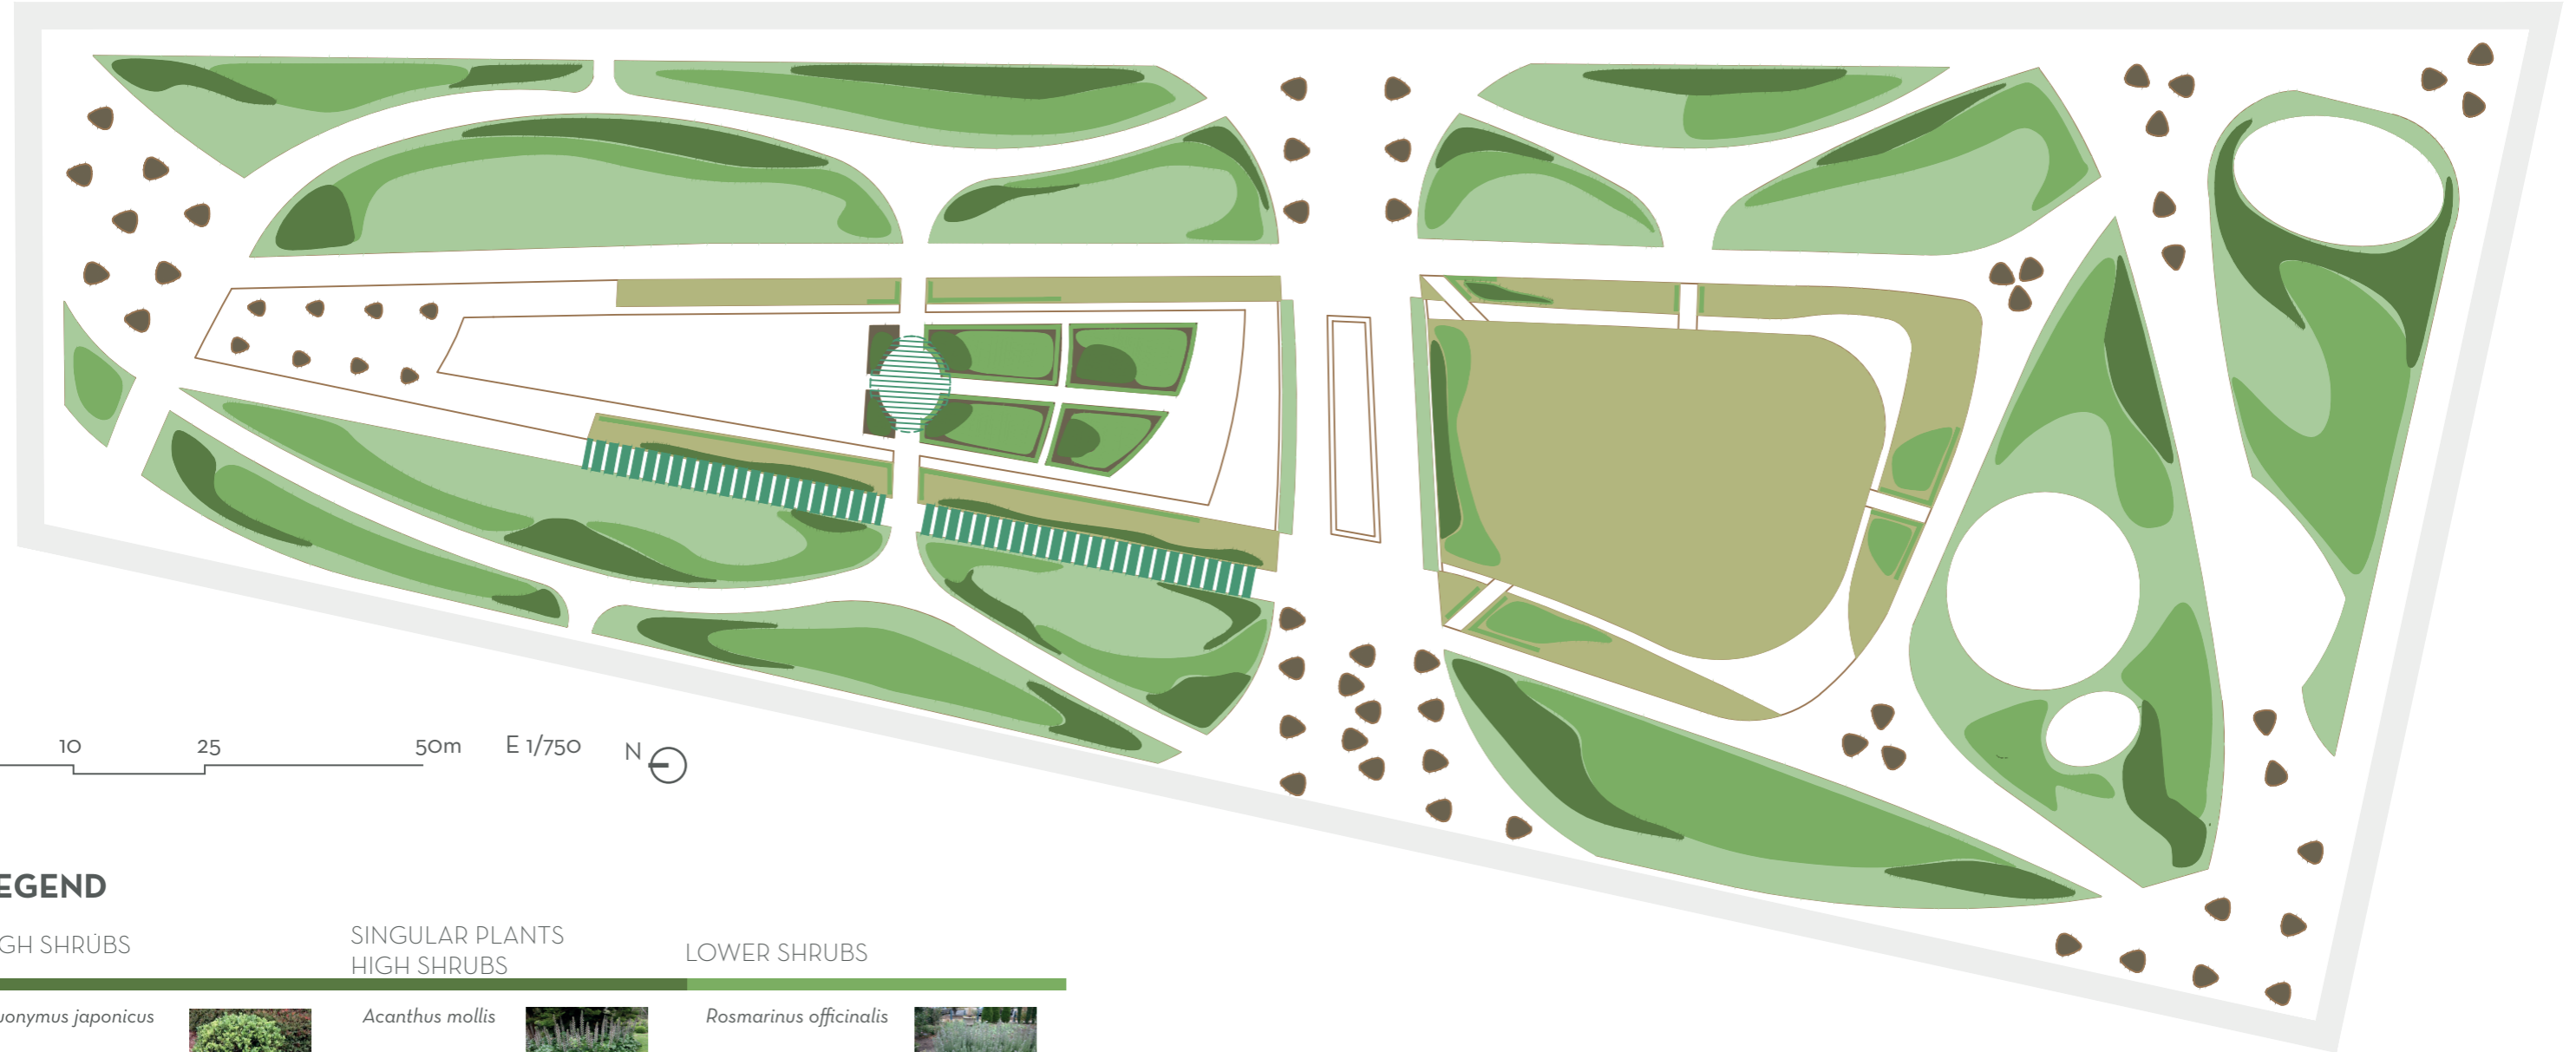 10 25 50m E 1/750 N
EGEND
GH SHRUBS
SINGULAR PLANTS
HIGH SHRUBS
LOWER SHRUBS
uonymus japonicus
Acanthus mollis
Rosmarinus officinalis